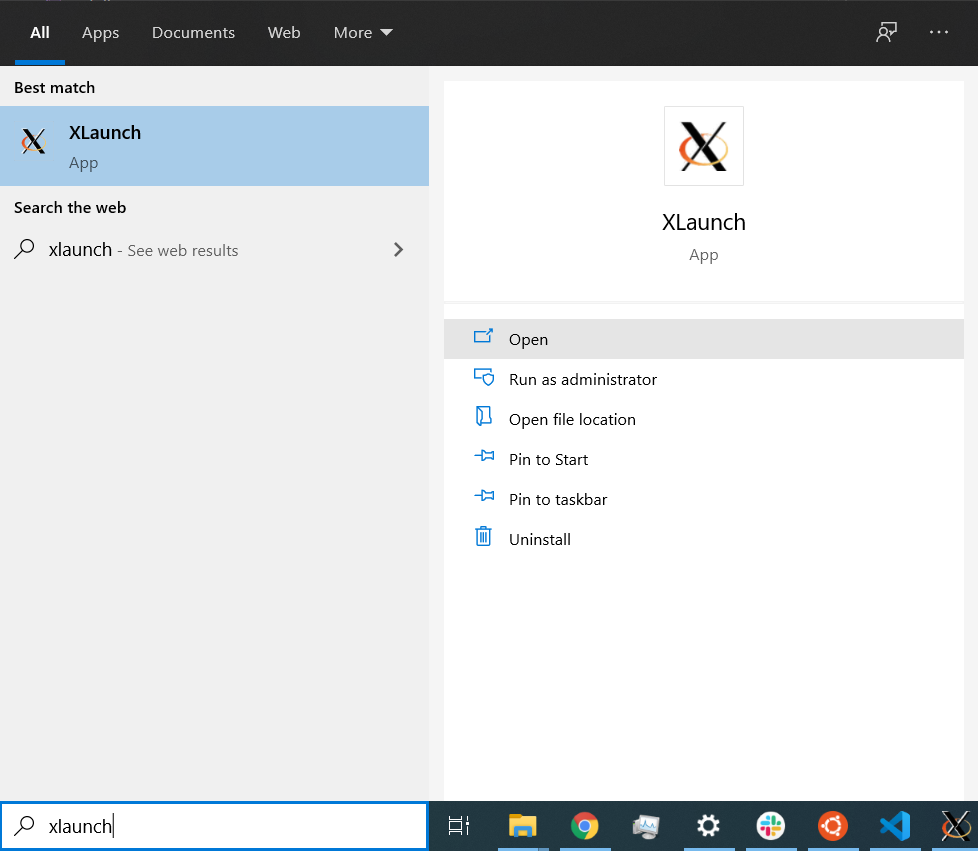 All Apps Documents Web More
Best match
XLaunch
App
Search the web
xlaunch - See web results
XLaunch
App
Open
Run as administrator
Open file location
Pin to Start
Pin to taskbar
Uninstall
xlaunch